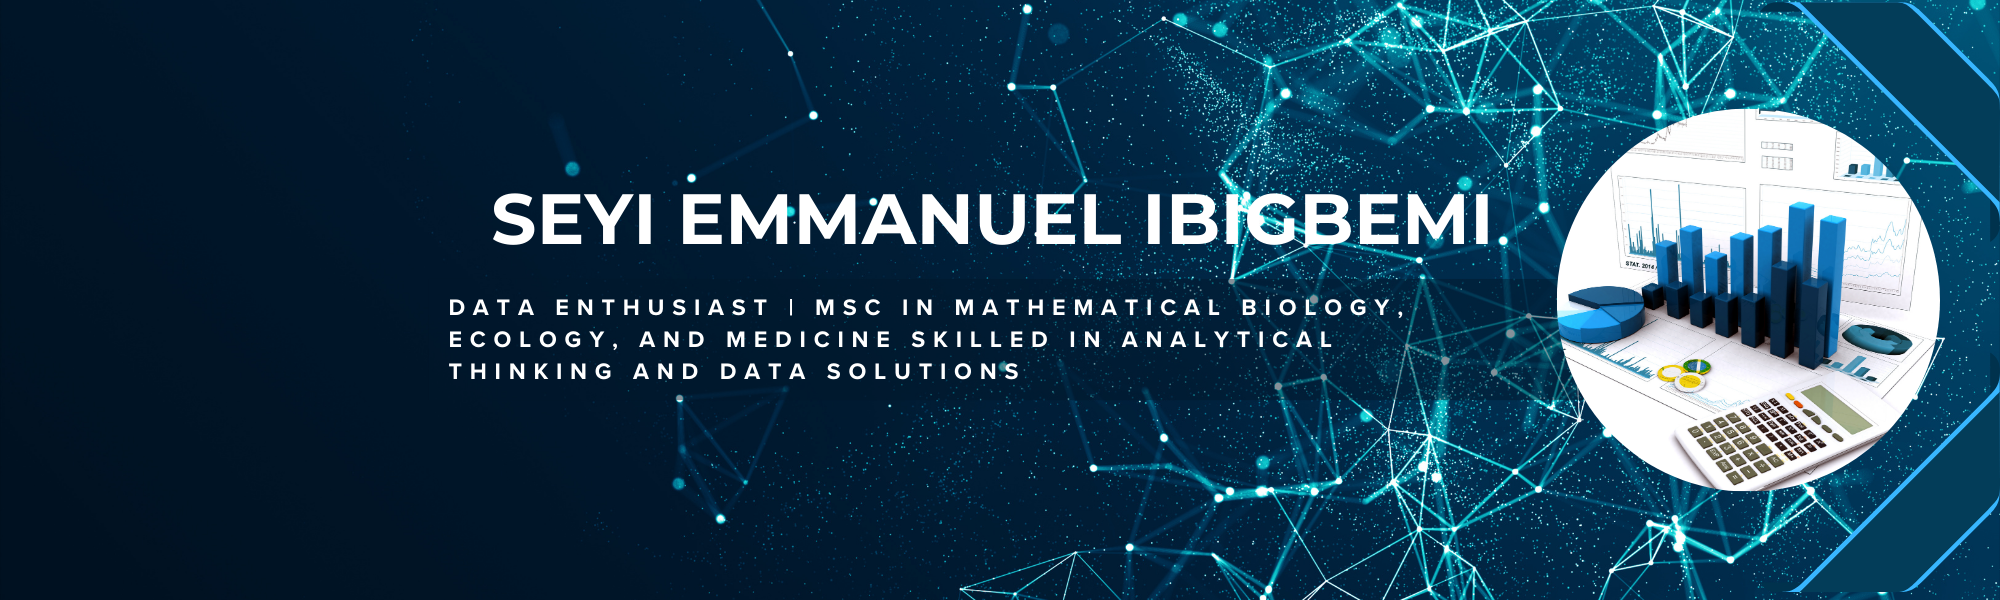 SEYI EMMANUEL IBIGBEMI
DATA ENTHUSIAST | MSC IN MATHEMATICAL BIOLOGY,
ECOLOGY, AND MEDICINE SKILLED IN ANALYTICAL
THINKING AND DATA SOLUTIONS
STAT. 2014